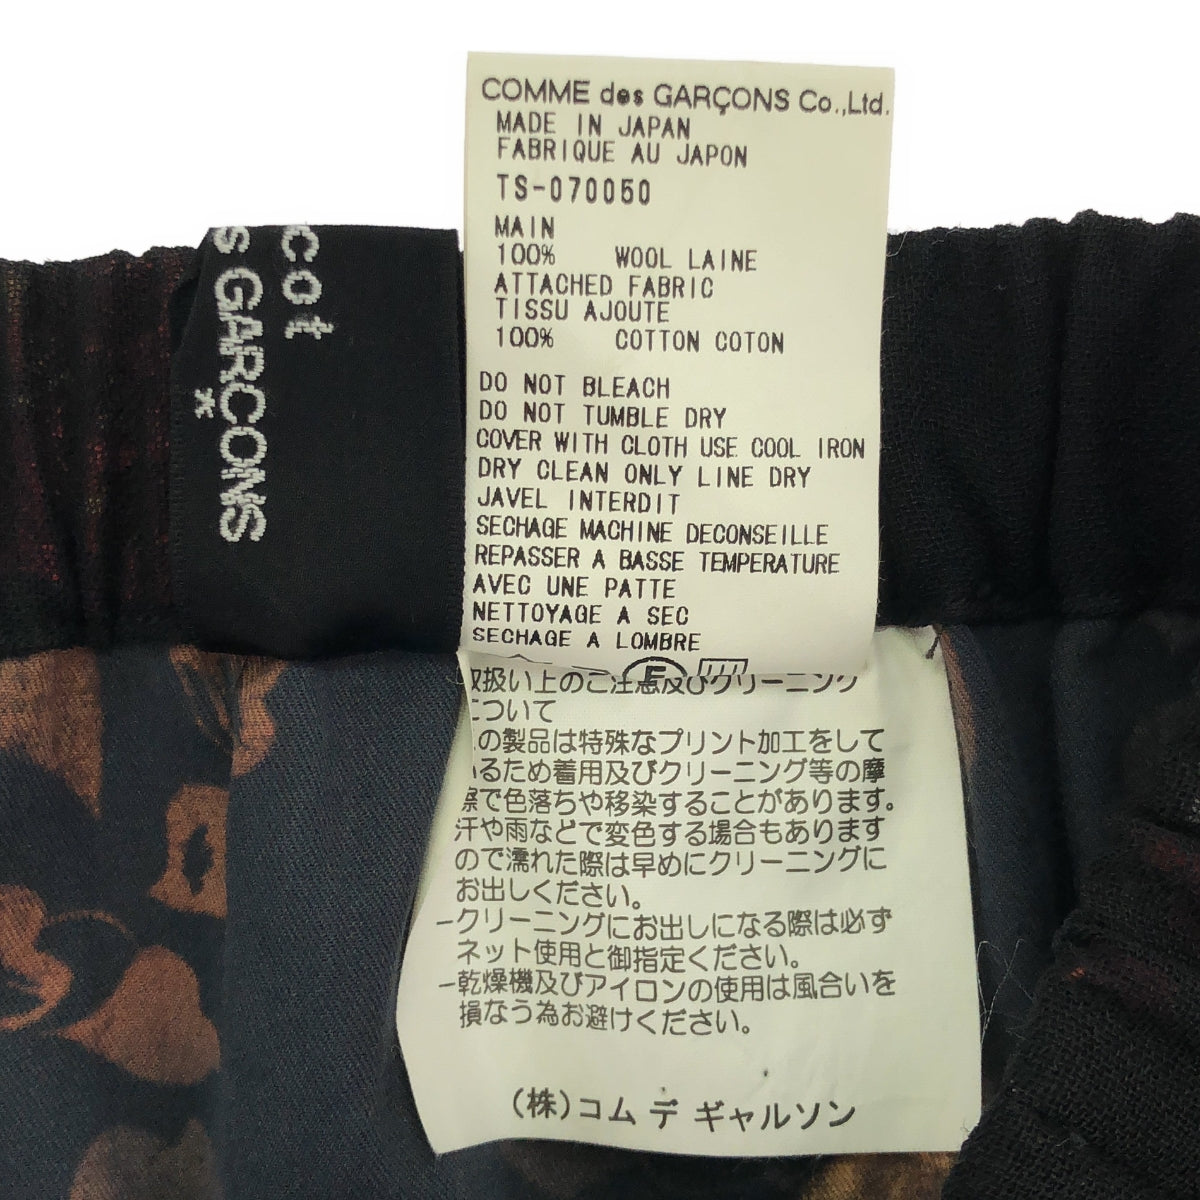 COMME des GARÇONS Co.,Ltd.
MADE IN JAPAN
FABRIQUE AU JAPON
TS-070050
MAIN
100% WOOL LAINE
ATTACHED FABRIC
TISSU AJOUTE
100% COTTON COTON
DO NOT BLEACH
DO NOT TUMBLE DRY
COVER WITH CLOTH USE COOL IRON
DRY CLEAN ONLY LINE DRY
JAVEL INTERDIT
SECHAGE MACHINE DECONSEILLE
REPASSER A BASSE TEMPERATURE
AVEC UNE PATTE
NETTOYAGE A SEC
SECHAGE A LOMBRE
cot
S GARÇONS
取扱い上のご注意及びクリーニング
について
の製品は特殊なプリント加工をして
いるため着用及びクリーニング等の摩
擦で色落ちや移染することがあります。
汗や雨などで変色する場合もあります
ので濡れた際は早めにクリーニングに
お出しください。
-クリーニングにお出しになる際は必ず
ネット使用と御指定ください。
-乾燥機及びアイロンの使用は風合いを
損なう為お避けください。
(株)コム デ ギャルソン